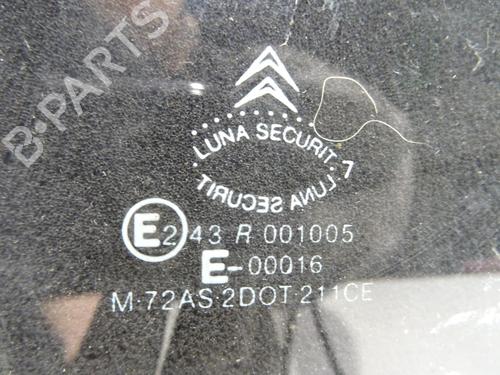 B-PARTS
LUNA SECURIT
7
LUNA SECURIT
E2 43 R 001005
E-00016
M·72AS·2DOT·211CE